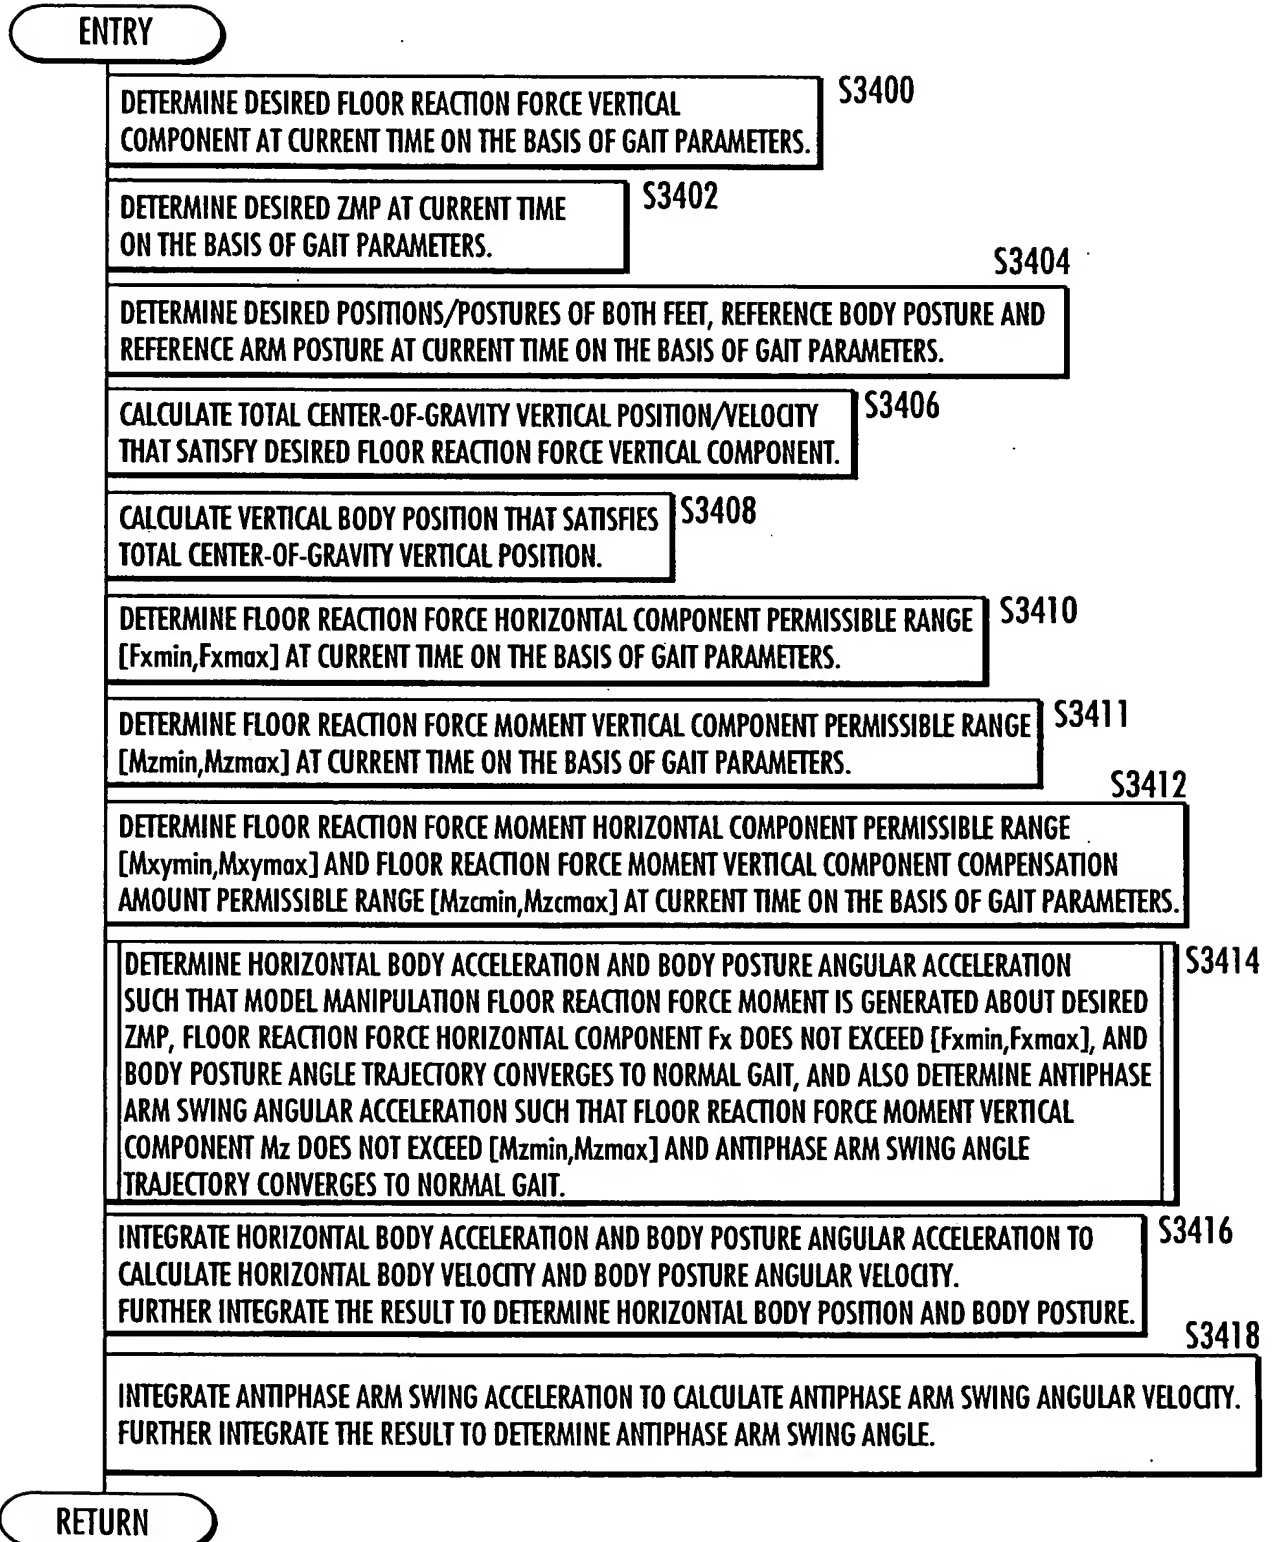 ENTRY
S3400
DETERMINE DESIRED FLOOR REACTION FORCE VERTICAL
COMPONENT AT CURRENT TIME ON THE BASIS OF GAIT PARAMETERS.
S3402
DETERMINE DESIRED ZMP AT CURRENT TIME
ON THE BASIS OF GAIT PARAMETERS.
S3404
DETERMINE DESIRED POSITIONS/POSTURES OF BOTH FEET, REFERENCE BODY POSTURE AND
REFERENCE ARM POSTURE AT CURRENT TIME ON THE BASIS OF GAIT PARAMETERS.
S3406
CALCULATE TOTAL CENTER-OF-GRAVITY VERTICAL POSITION/VELOCITY
THAT SATISFY DESIRED FLOOR REACTION FORCE VERTICAL COMPONENT.
S3408
CALCULATE VERTICAL BODY POSITION THAT SATISFIES
TOTAL CENTER-OF-GRAVITY VERTICAL POSITION.
S3410
DETERMINE FLOOR REACTION FORCE HORIZONTAL COMPONENT PERMISSIBLE RANGE
[Fxmin,Fxmax] AT CURRENT TIME ON THE BASIS OF GAIT PARAMETERS.
S3411
DETERMINE FLOOR REACTION FORCE MOMENT VERTICAL COMPONENT PERMISSIBLE RANGE
[Mzmin,Mzmax] AT CURRENT TIME ON THE BASIS OF GAIT PARAMETERS.
S3412
DETERMINE FLOOR REACTION FORCE MOMENT HORIZONTAL COMPONENT PERMISSIBLE RANGE
[Mxymin,Mxymax] AND FLOOR REACTION FORCE MOMENT VERTICAL COMPONENT COMPENSATION
AMOUNT PERMISSIBLE RANGE [Mzcmin,Mzcmax] AT CURRENT TIME ON THE BASIS OF GAIT PARAMETERS.
S3414
DETERMINE HORIZONTAL BODY ACCELERATION AND BODY POSTURE ANGULAR ACCELERATION
SUCH THAT MODEL MANIPULATION FLOOR REACTION FORCE MOMENT IS GENERATED ABOUT DESIRED
ZMP, FLOOR REACTION FORCE HORIZONTAL COMPONENT Fx DOES NOT EXCEED [Fxmin,Fxmax], AND
BODY POSTURE ANGLE TRAJECTORY CONVERGES TO NORMAL GAIT, AND ALSO DETERMINE ANTIPHASE
ARM SWING ANGULAR ACCELERATION SUCH THAT FLOOR REACTION FORCE MOMENT VERTICAL
COMPONENT Mz DOES NOT EXCEED [Mzmin,Mzmax] AND ANTIPHASE ARM SWING ANGLE
TRAJECTORY CONVERGES TO NORMAL GAIT.
S3416
INTEGRATE HORIZONTAL BODY ACCELERATION AND BODY POSTURE ANGULAR ACCELERATION TO
CALCULATE HORIZONTAL BODY VELOCITY AND BODY POSTURE ANGULAR VELOCITY.
FURTHER INTEGRATE THE RESULT TO DETERMINE HORIZONTAL BODY POSITION AND BODY POSTURE.
S3418
INTEGRATE ANTIPHASE ARM SWING ACCELERATION TO CALCULATE ANTIPHASE ARM SWING ANGULAR VELOCITY.
FURTHER INTEGRATE THE RESULT TO DETERMINE ANTIPHASE ARM SWING ANGLE.
RETURN